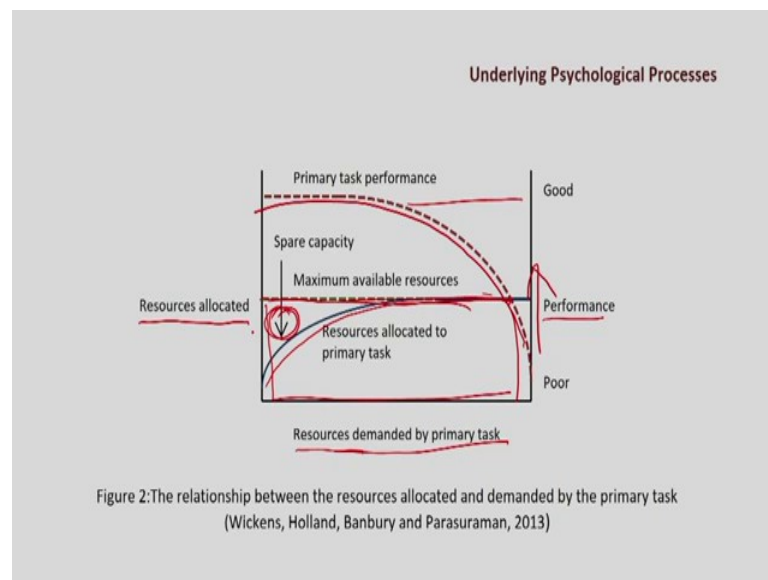 Underlying Psychological Processes
Primary task performance
Good
Spare capacity
Maximum available resources
Resources allocated
Performance
Resources allocated to
primary task
Poor
Resources demanded by primary task
Figure 2:The relationship between the resources allocated and demanded by the primary task
(Wickens, Holland, Banbury and Parasuraman, 2013)